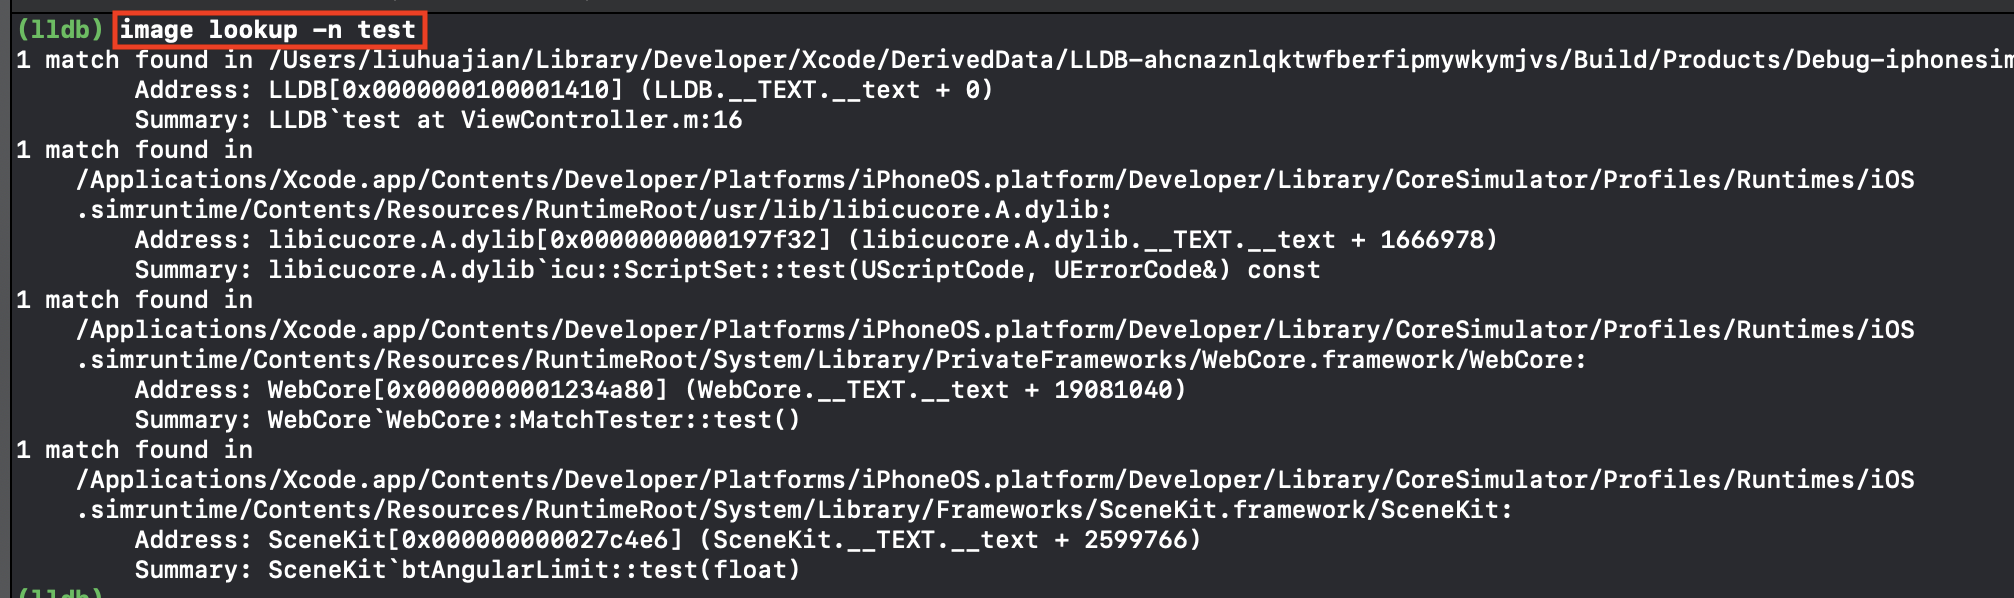 (lldb) image lookup -n test
1 match found in /Users/liuhuajian/Library/Developer/Xcode/DerivedData/LLDB-ahcnaznlqktwfberfipmywkymjvs/Build/Products/Debug-iphonesim
Address: LLDB[0x0000000100001410] (LLDB.__TEXT.__text + 0)
Summary: LLDB`test at ViewController.m:16
1 match found in
/Applications/Xcode.app/Contents/Developer/Platforms/iPhoneOS.platform/Developer/Library/CoreSimulator/Profiles/Runtimes/iOS
.simruntime/Contents/Resources/RuntimeRoot/usr/lib/libicucore.A.dylib:
Address: libicucore.A.dylib[0x0000000000197f32] (libicucore.A.dylib.__TEXT.__text + 1666978)
Summary: libicucore.A.dylib`icu::ScriptSet::test(UScriptCode, UErrorCode&) const
1 match found in
/Applications/Xcode.app/Contents/Developer/Platforms/iPhoneOS.platform/Developer/Library/CoreSimulator/Profiles/Runtimes/iOS
.simruntime/Contents/Resources/RuntimeRoot/System/Library/PrivateFrameworks/WebCore.framework/WebCore:
Address: WebCore[0x0000000001234a80] (WebCore.__TEXT.__text + 19081040)
Summary: WebCore`WebCore::MatchTester::test()
1 match found in
/Applications/Xcode.app/Contents/Developer/Platforms/iPhoneOS.platform/Developer/Library/CoreSimulator/Profiles/Runtimes/iOS
.simruntime/Contents/Resources/RuntimeRoot/System/Library/Frameworks/SceneKit.framework/SceneKit:
Address: SceneKit[0x000000000027c4e6] (SceneKit.__TEXT.__text + 2599766)
Summary: SceneKit`btAngularLimit::test(float)
(lldb)